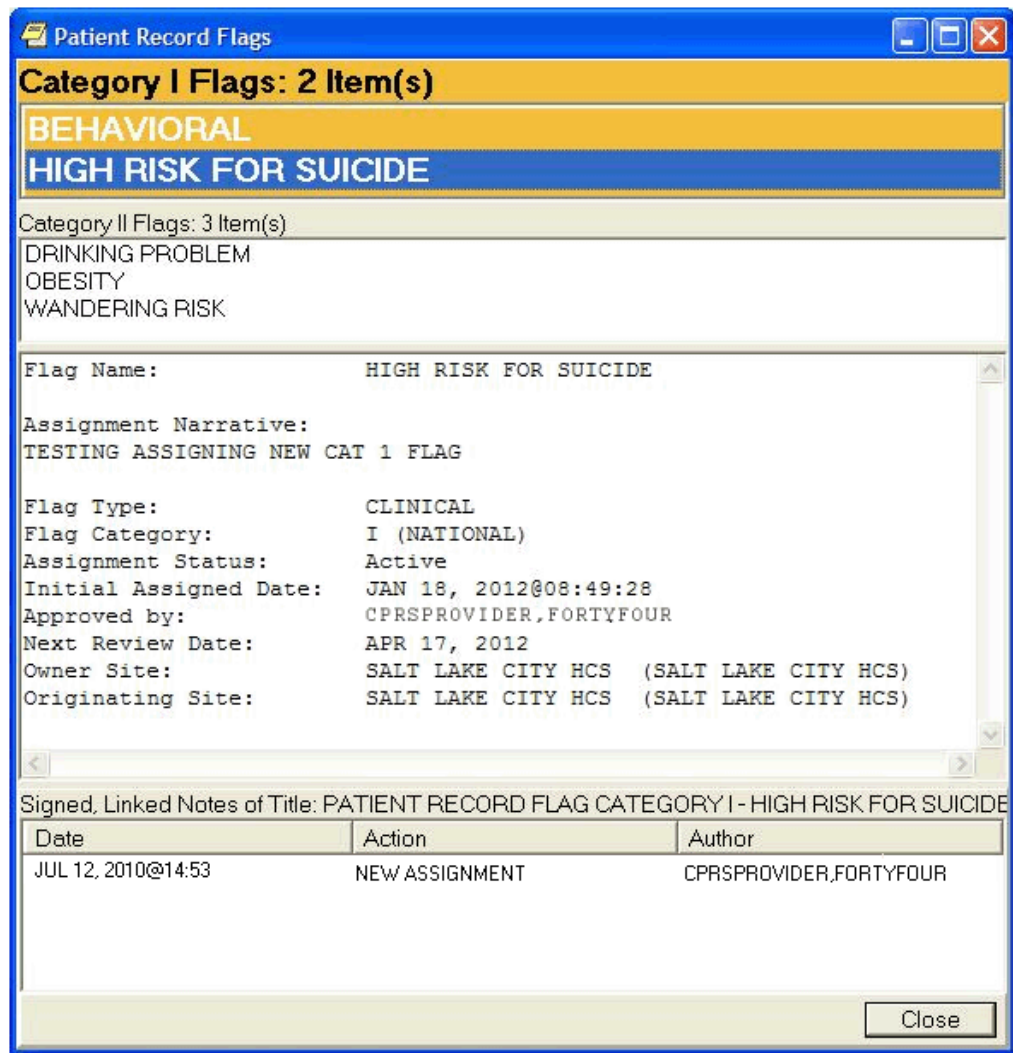 Patient Record Flags
Category I Flags: 2 Item(s)
BEHAVIORAL
HIGH RISK FOR SUICIDE
Category II Flags: 3 Item(s)
DRINKING PROBLEM
OBESITY
WANDERING RISK
Flag Name: HIGH RISK FOR SUICIDE
Assignment Narrative:
TESTING ASSIGNING NEW CAT 1 FLAG
Flag Type: CLINICAL
Flag Category: I (NATIONAL)
Assignment Status: Active
Initial Assigned Date: JAN 18, 2012@08:49:28
Approved by: CPRSPROVIDER,FORTYFOUR
Next Review Date: APR 17, 2012
Owner Site: SALT LAKE CITY HCS (SALT LAKE CITY HCS)
Originating Site: SALT LAKE CITY HCS (SALT LAKE CITY HCS)
Signed, Linked Notes of Title: PATIENT RECORD FLAG CATEGORY I - HIGH RISK FOR SUICIDE
Date Action Author
JUL 12, 2010@14:53 NEW ASSIGNMENT CPRSPROVIDER,FORTYFOUR
Close